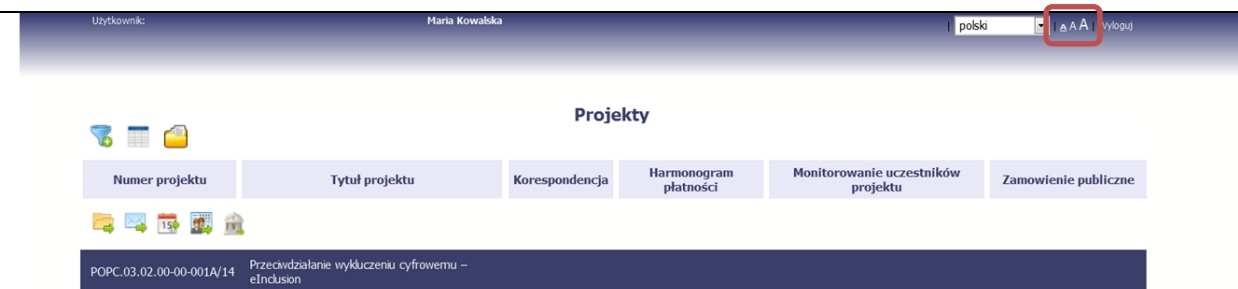 Użytkownik: Maria Kowalska | polski | A A A | Wyloguj
Projekty
Numer projektu Tytuł projektu Korespondencja Harmonogram płatności Monitorowanie uczestników projektu Zamowienie publiczne
15
POPC.03.02.00-00-001A/14 Przeciwdziałanie wykluczeniu cyfrowemu –
eInclusion